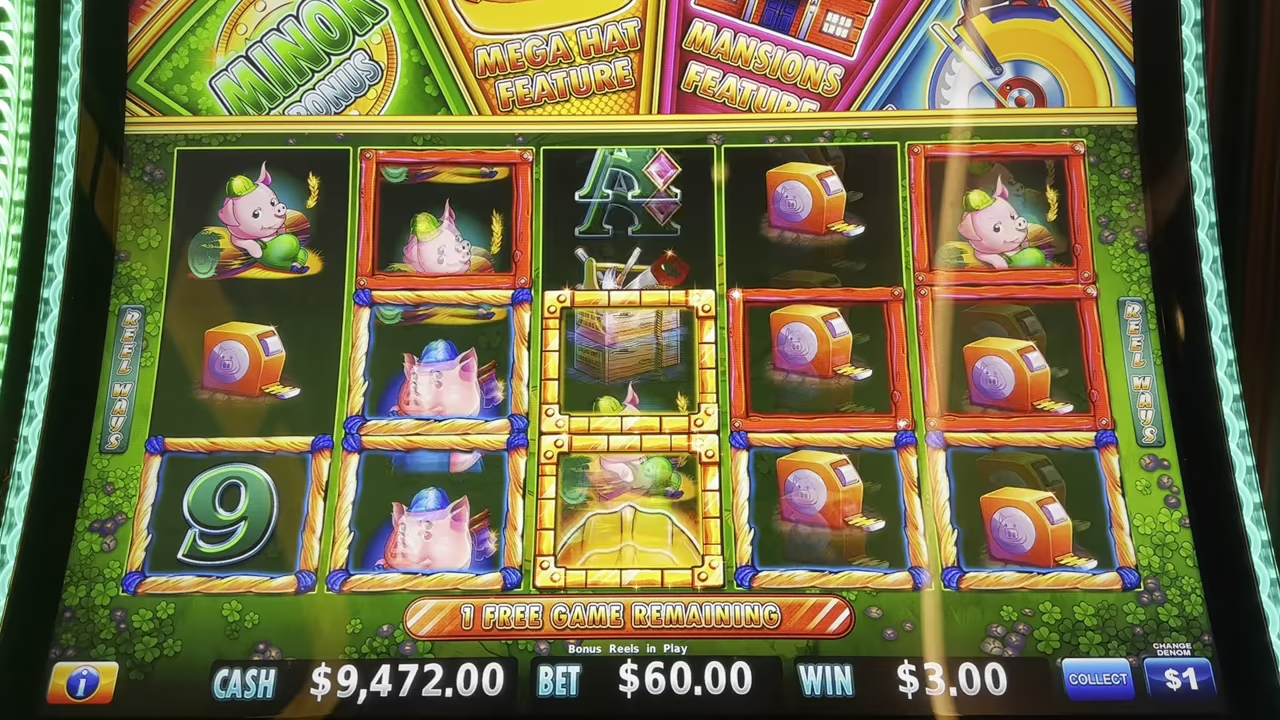 MINOR
BONUS
MEGA HAT
FEATURE
MANSIONS
FEATURE
A
REEL WAYS
REEL WAYS
9
1 FREE GAME REMAINING
Bonus Reels in Play
CASH $9,472.00 BET $60.00 WIN $3.00
COLLECT
CHANGE
DENOM
$1
i